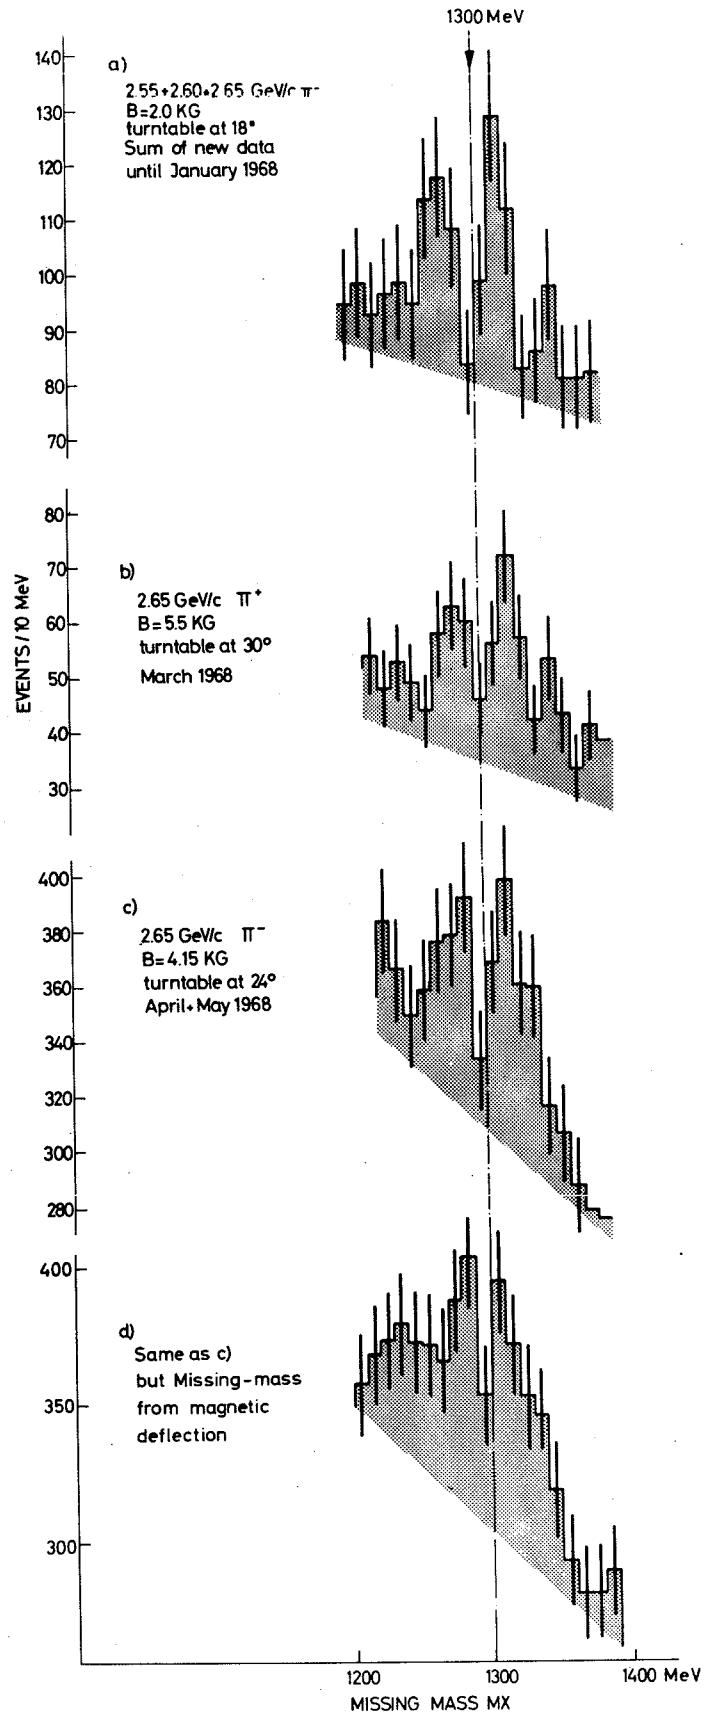 1300 MeV
140
130
120
110
100
90
80
70
a)
2.55+2.60+2.65 GeV/c π⁻
B=2.0 KG
turntable at 18°
Sum of new data
until January 1968
80
70
60
50
40
30
b)
2.65 GeV/c π⁺
B=5.5 KG
turntable at 30°
March 1968
EVENTS/10 MeV
400
380
360
340
320
300
280
c)
2.65 GeV/c π⁻
B=4.15 KG
turntable at 24°
April+May 1968
400
350
300
d)
Same as c)
but Missing-mass
from magnetic
deflection
1200 1300 1400 MeV
MISSING MASS MX